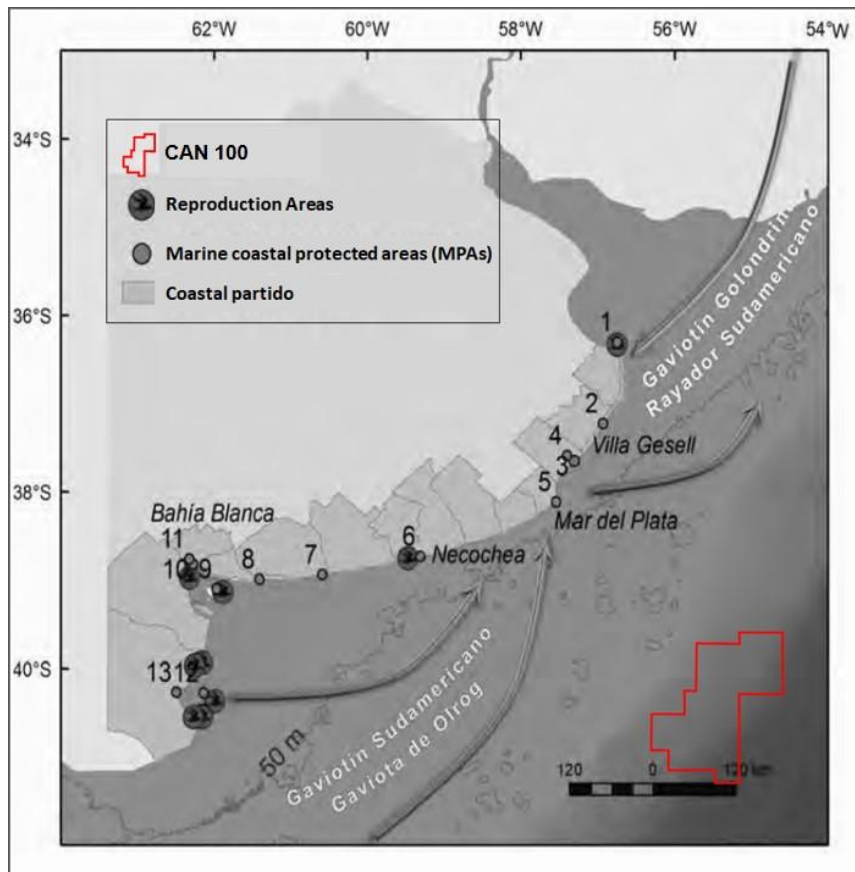 62°W 60°W 58°W 56°W 54°W
34°S
36°S
38°S
40°S
CAN 100
Reproduction Areas
Marine coastal protected areas (MPAs)
Coastal partido
Gaviotín Golondrin
Rayador Sudamericano
1
2
Villa Gesell
4
3
5
Mar del Plata
Bahía Blanca
11
10 9
8
7
6
Necochea
13 12
50 m
Gaviotín Sudamericano
Gaviota de Olrog
120 0 120 km